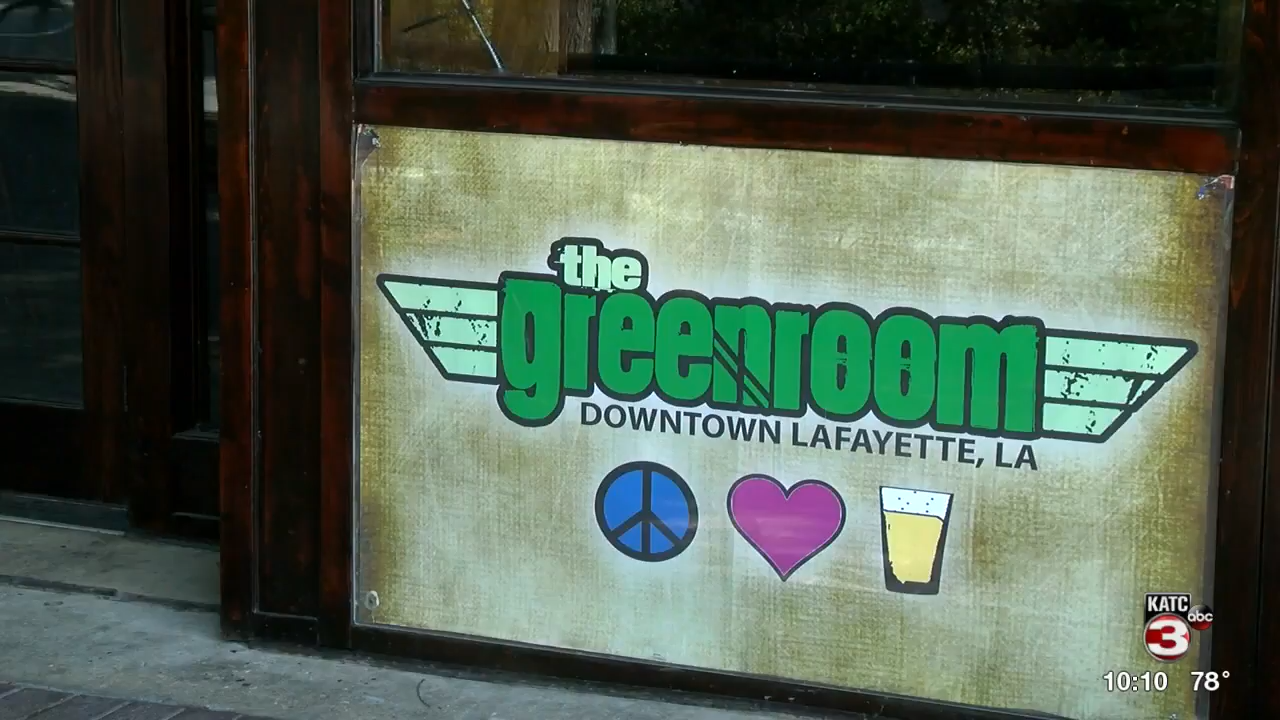 the
greenroom
DOWNTOWN LAFAYETTE, LA
KATC
abc
3
10:10 78°